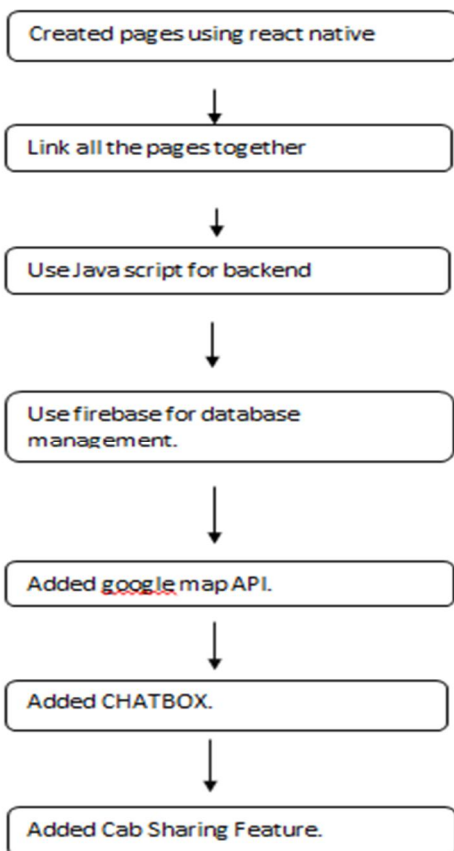 Created pages using react native
Link all the pages together
Use Java script for backend
Use firebase for database
management.
Added google map API.
Added CHATBOX.
Added Cab Sharing Feature.